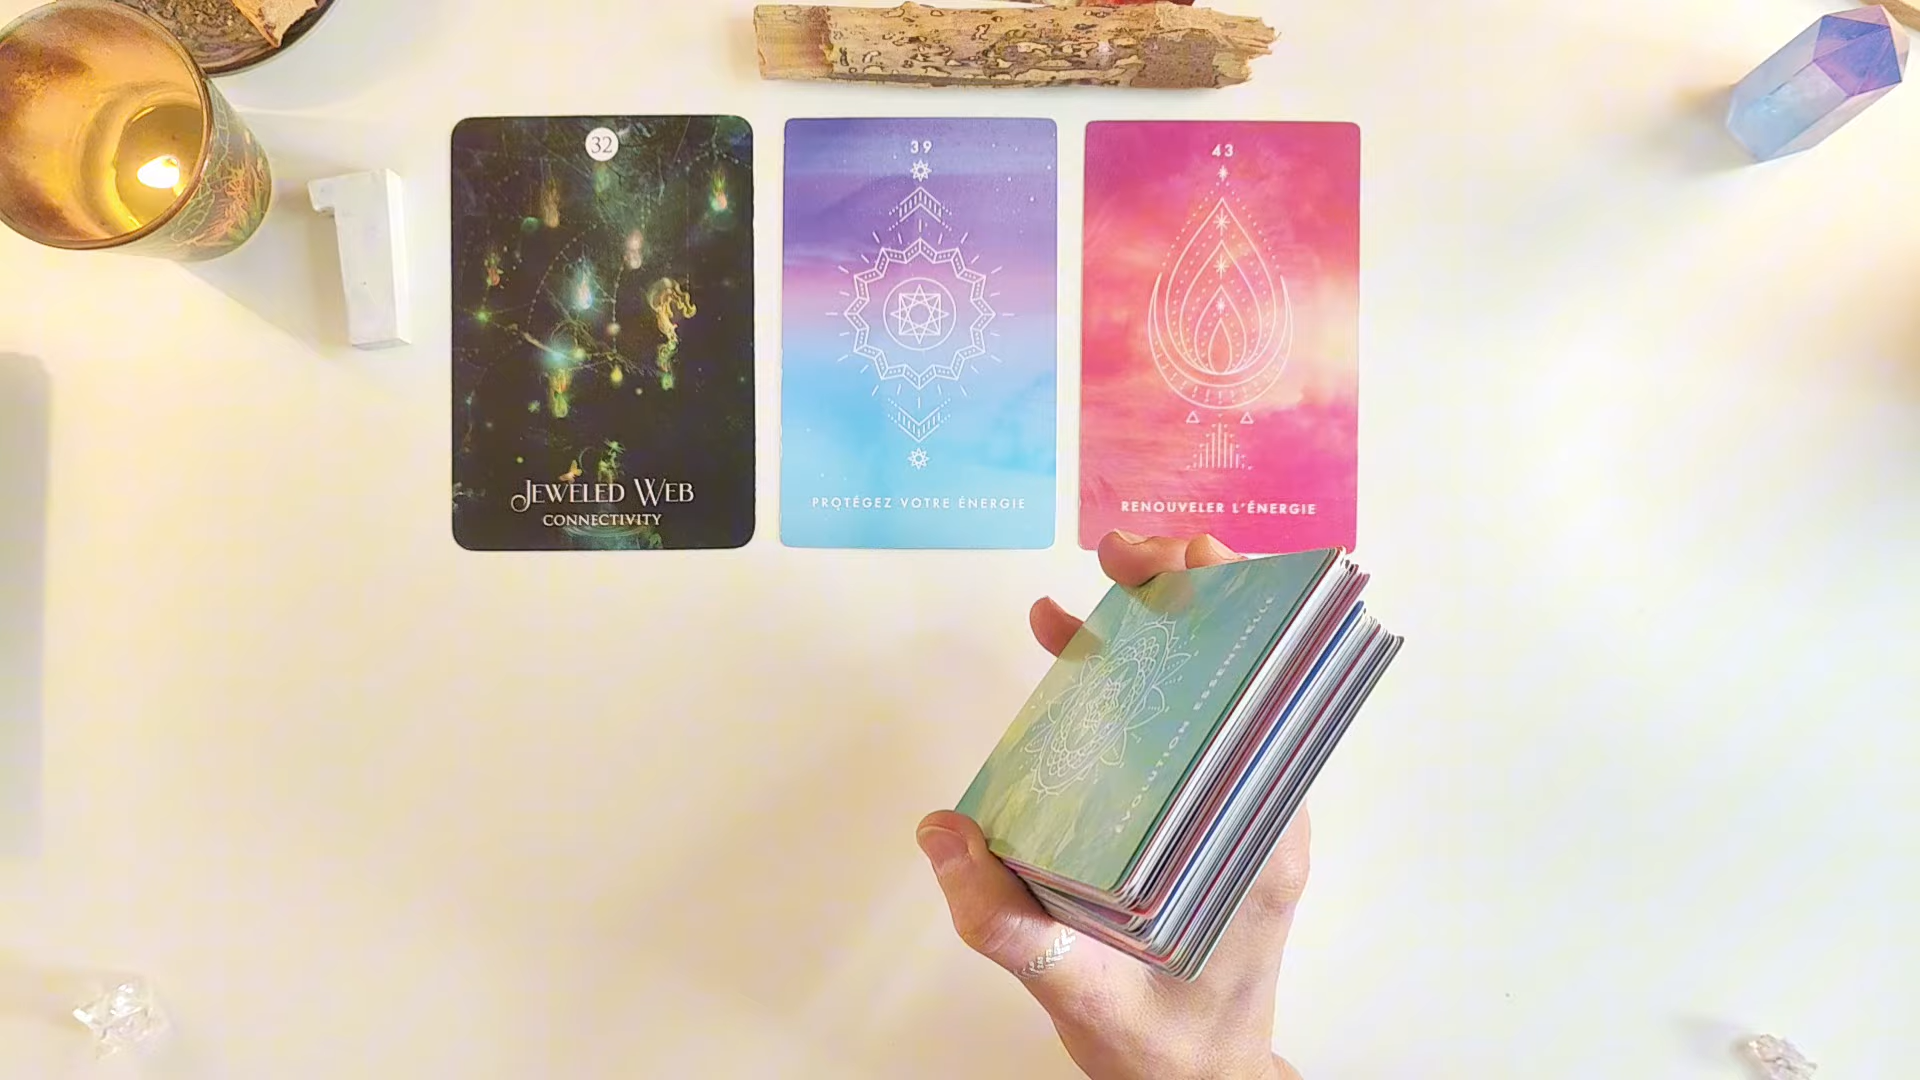 32
JEWELED WEB
CONNECTIVITY
39
PROTÉGEZ VOTRE ÉNERGIE
43
RENOUVELER L'ÉNERGIE
ÉVOLUTION ESSENTIELLE